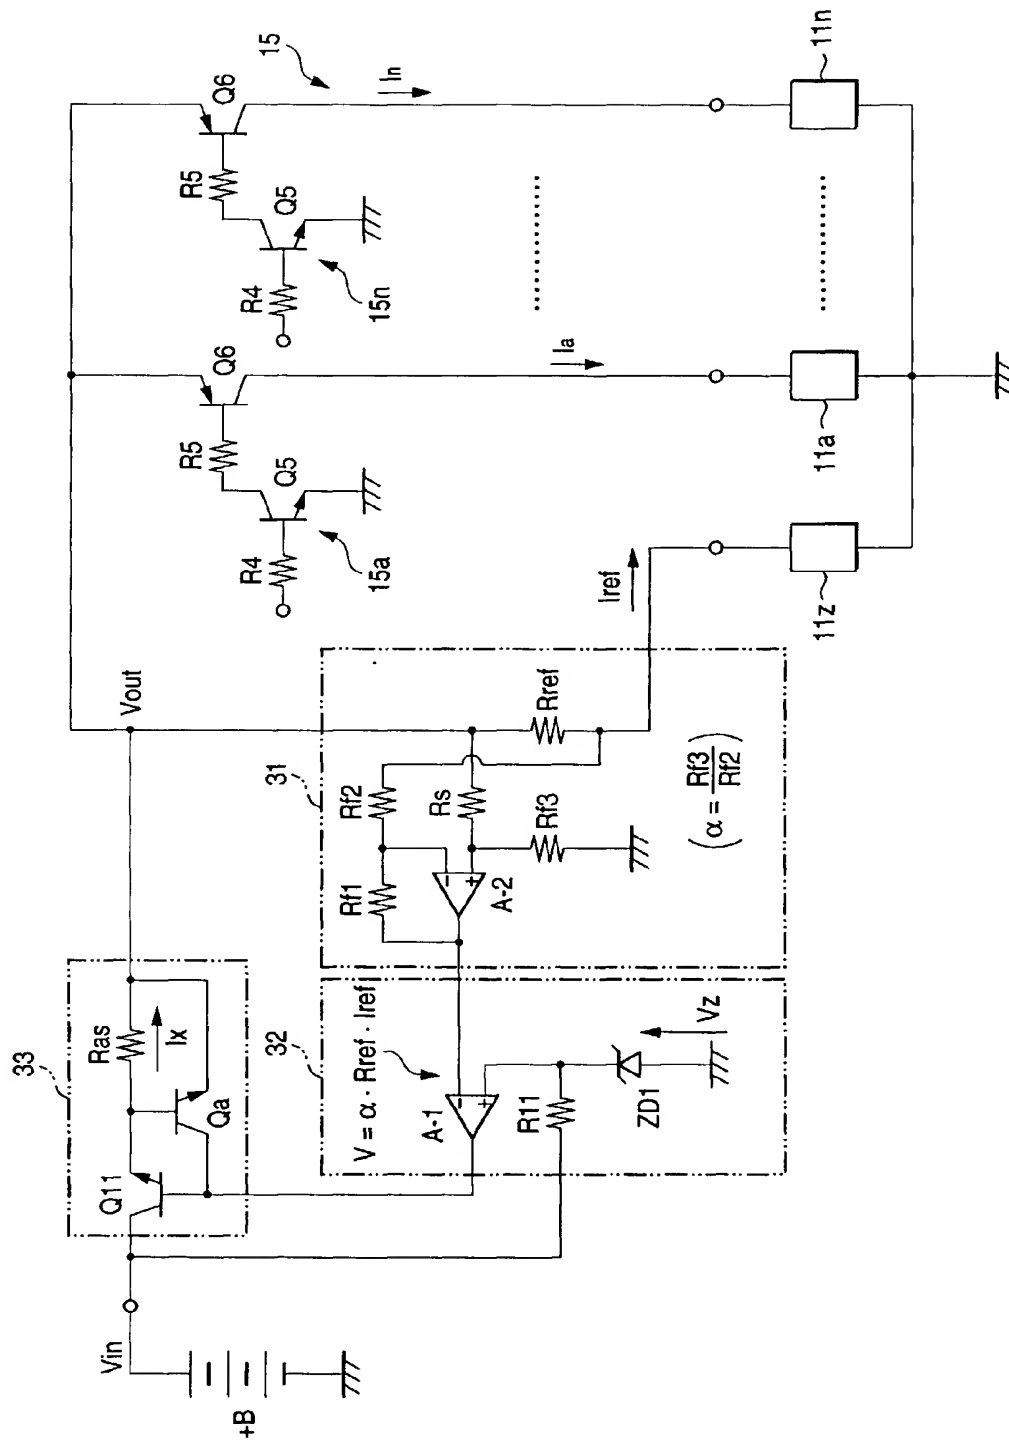 +B
Vin
33
Q11
Qa
Ras
Ix
Vout
32
V = α · Rref · Iref
A-1
R11
ZD1
Vz
31
Rf1
Rf2
Rs
Rf3
Rref
A-2
(α = Rf3
Rf2)
Iref
11z
R4
Q5
R5
Q6
15a
Ia
11a
R4
Q5
R5
Q6
15n
15
In
11n